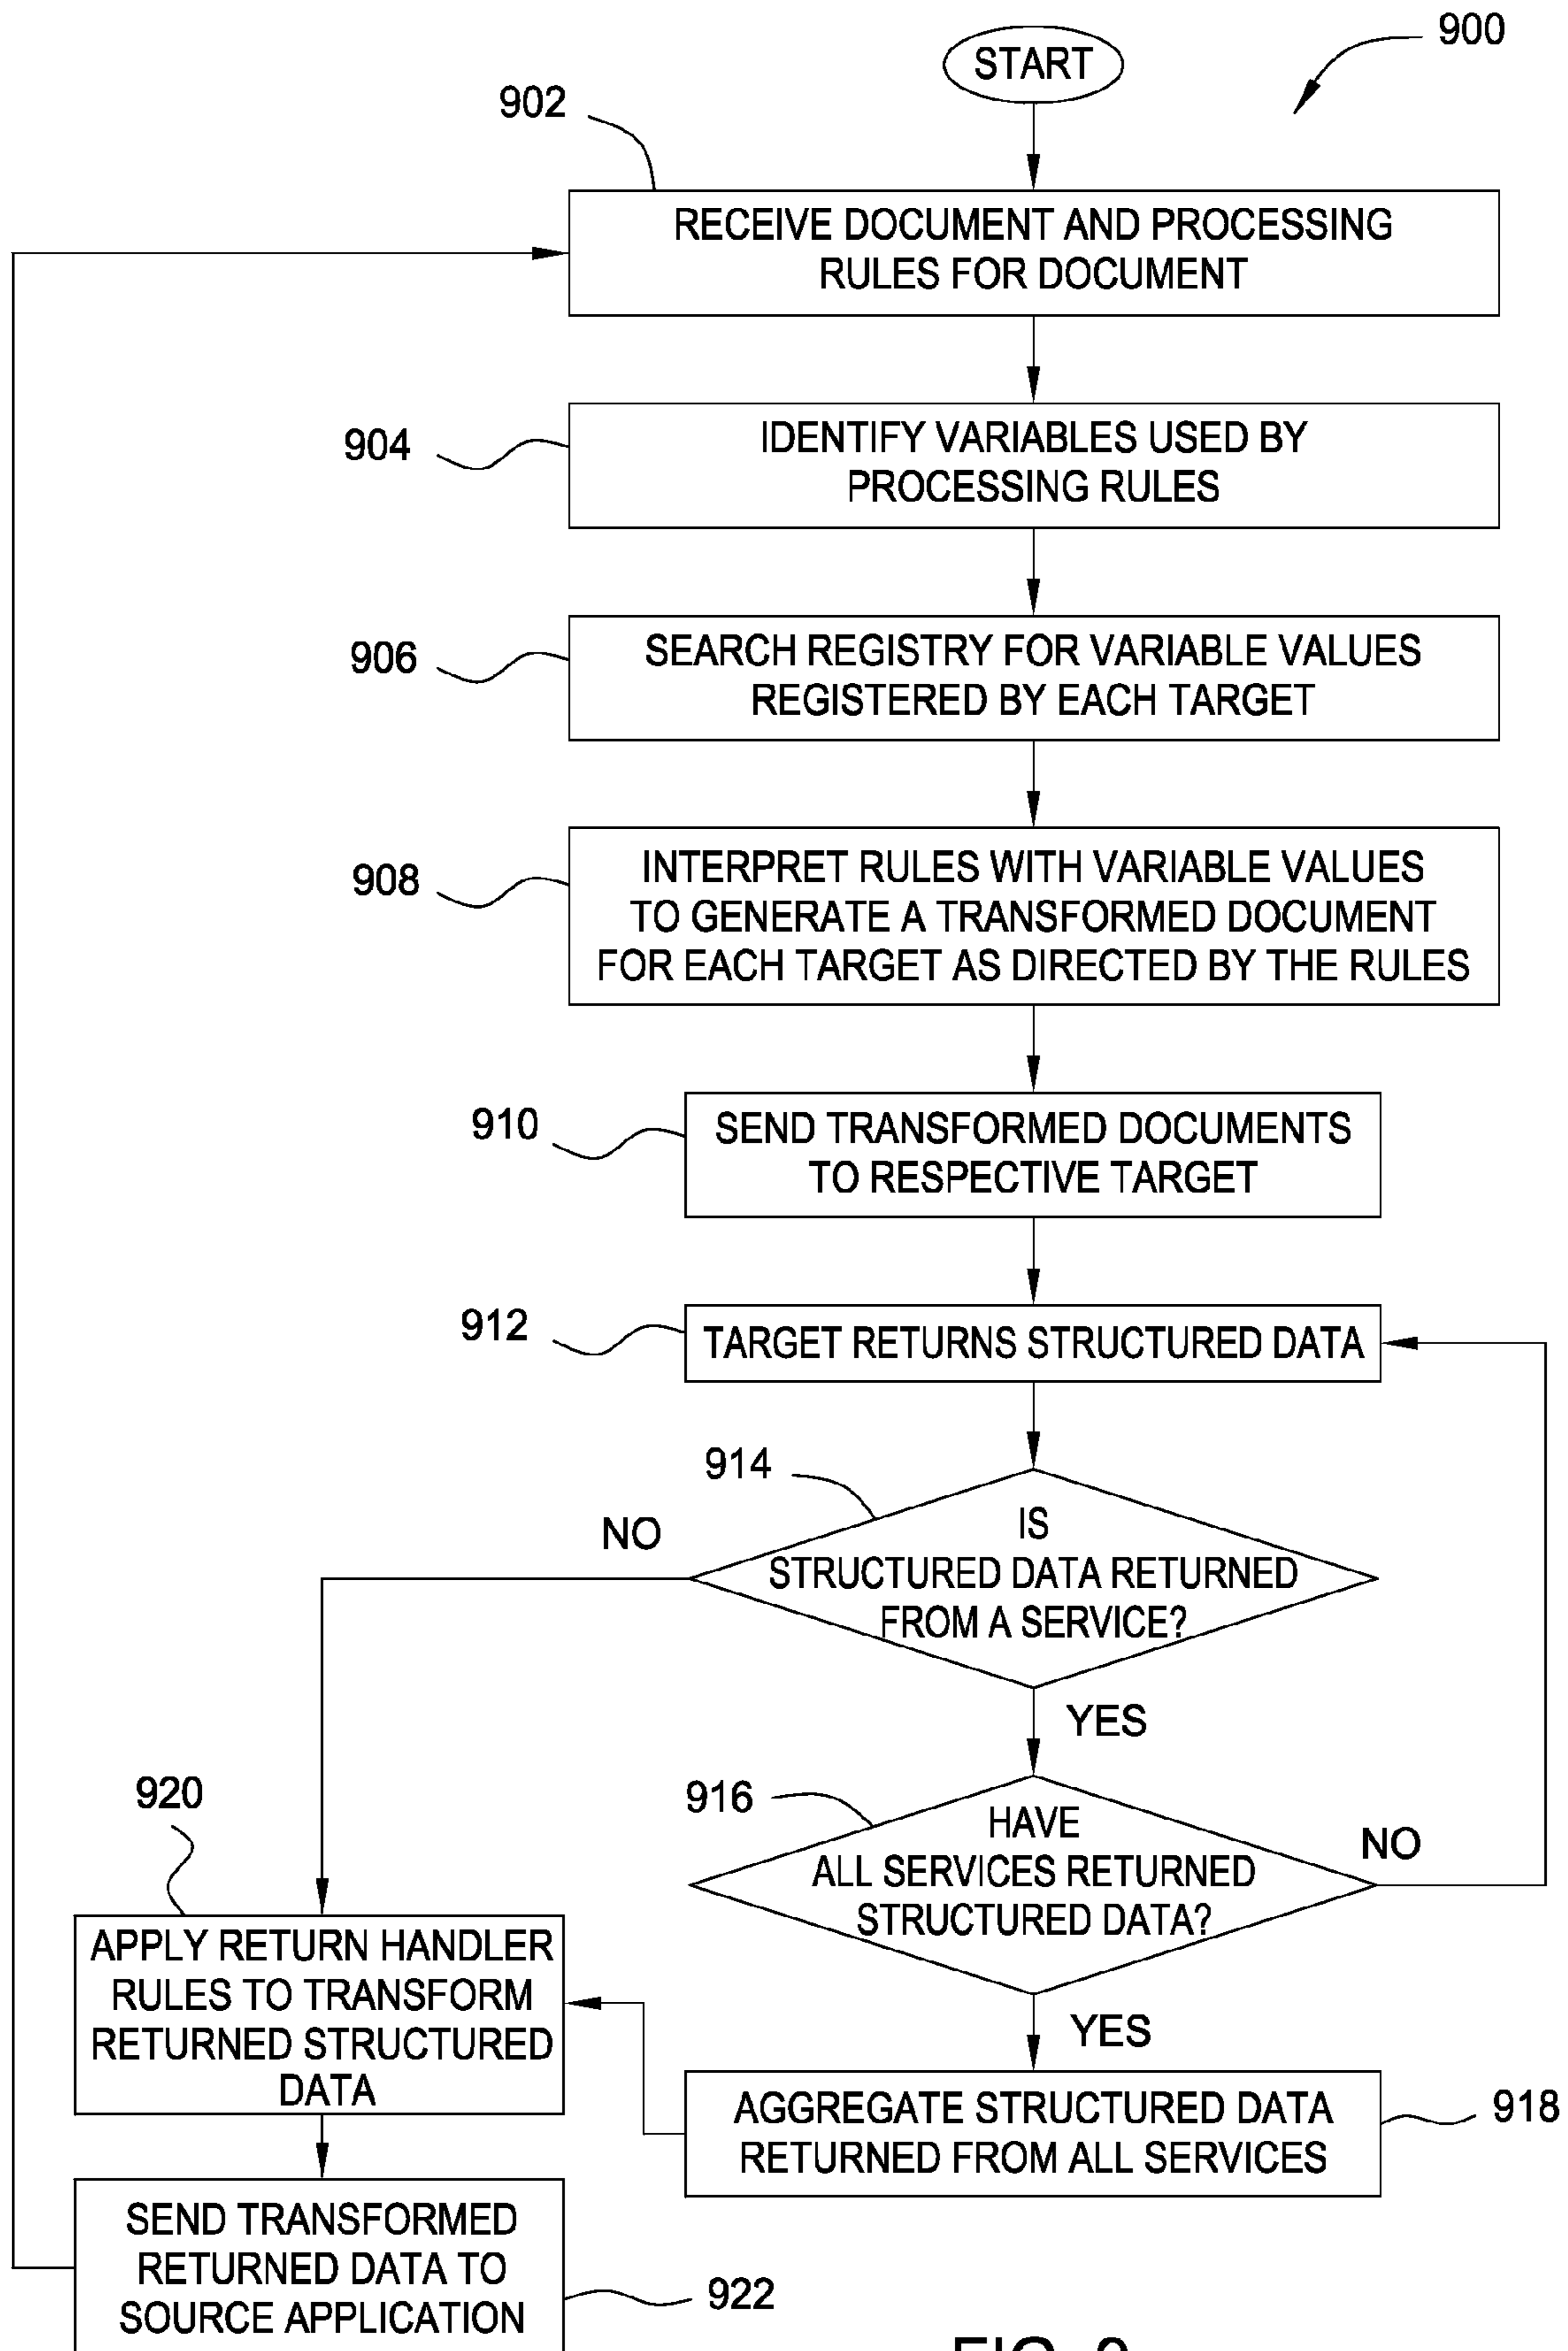 900
START
902
RECEIVE DOCUMENT AND PROCESSING
RULES FOR DOCUMENT
904
IDENTIFY VARIABLES USED BY
PROCESSING RULES
906
SEARCH REGISTRY FOR VARIABLE VALUES
REGISTERED BY EACH TARGET
908
INTERPRET RULES WITH VARIABLE VALUES
TO GENERATE A TRANSFORMED DOCUMENT
FOR EACH TARGET AS DIRECTED BY THE RULES
910
SEND TRANSFORMED DOCUMENTS
TO RESPECTIVE TARGET
912
TARGET RETURNS STRUCTURED DATA
914
IS
STRUCTURED DATA RETURNED
FROM A SERVICE?
NO
YES
916
HAVE
ALL SERVICES RETURNED
STRUCTURED DATA?
NO
YES
918
AGGREGATE STRUCTURED DATA
RETURNED FROM ALL SERVICES
920
APPLY RETURN HANDLER
RULES TO TRANSFORM
RETURNED STRUCTURED
DATA
922
SEND TRANSFORMED
RETURNED DATA TO
SOURCE APPLICATION